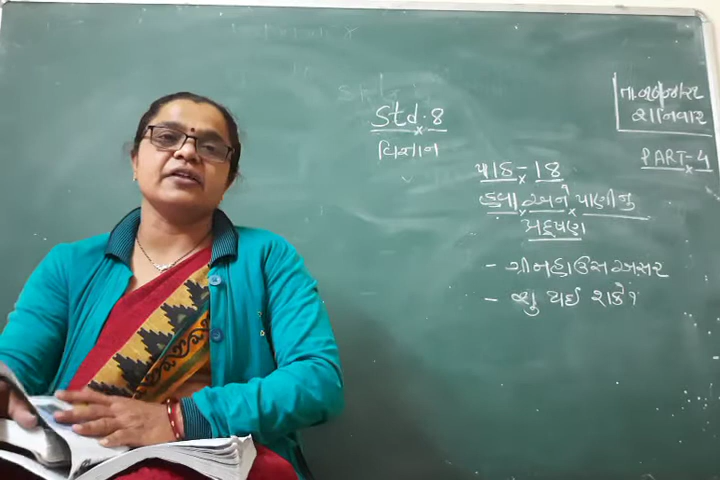 Std. 8
વિજ્ઞાન
શનિવાર
PART-4
પાઠ - 18
હવા અને પાણીનુ
પ્રદૂષણ
- ગ્રીનહાઉસ અસર
- શુ થઈ શકે?